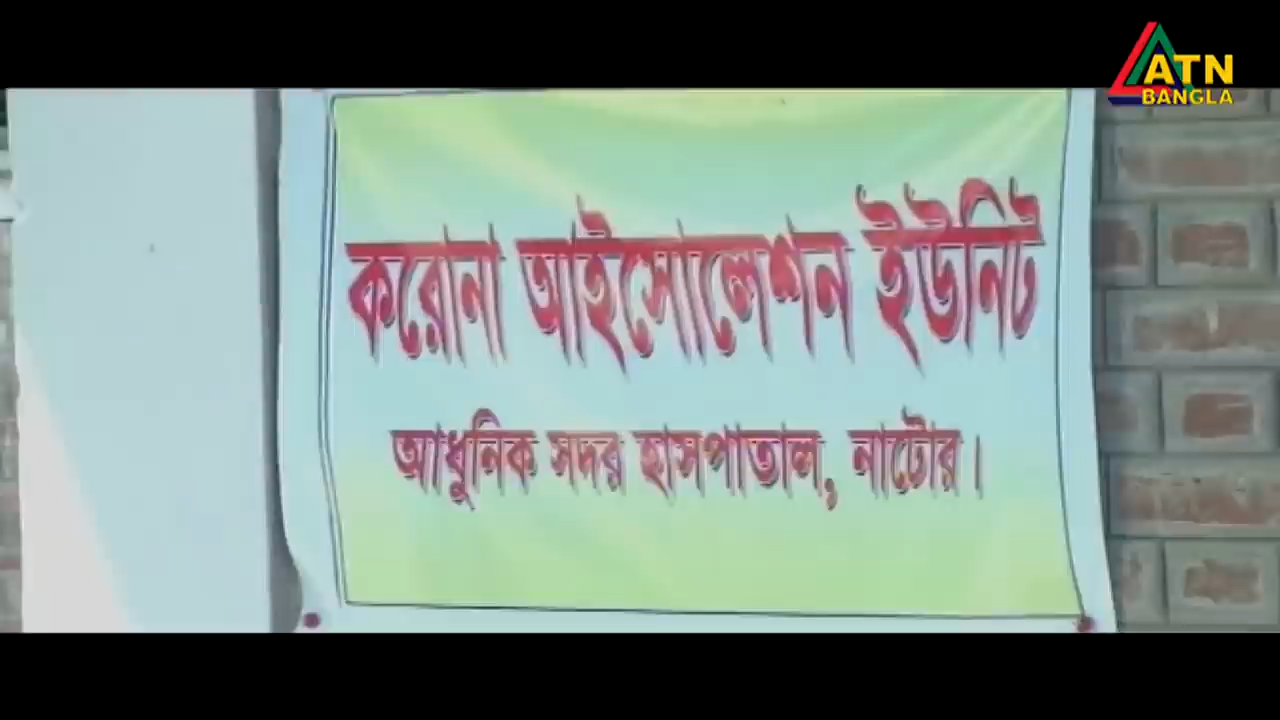 ATN
BANGLA
করোনা আইসোলেশন ইউনিট
আধুনিক সদর হাসপাতাল, নাটোর।